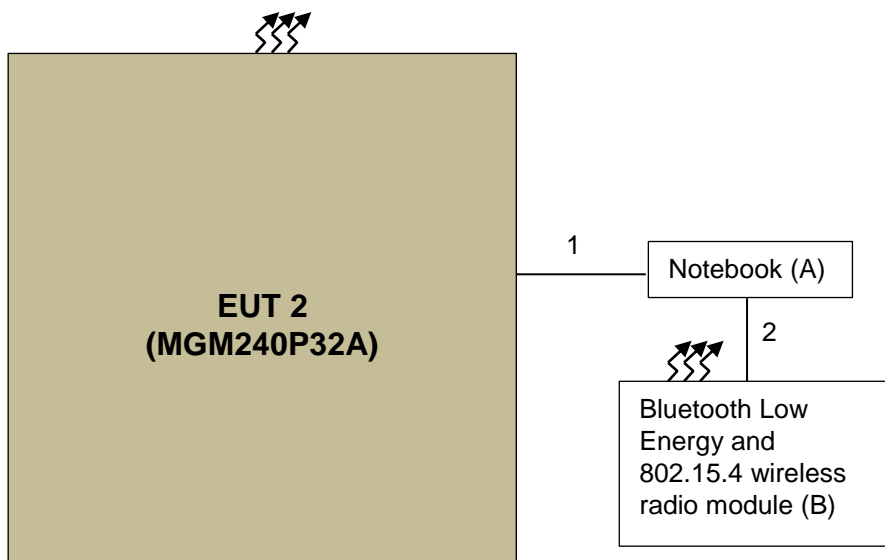 EUT 2
(MGM240P32A)
1
Notebook (A)
2
Bluetooth Low
Energy and
802.15.4 wireless
radio module (B)